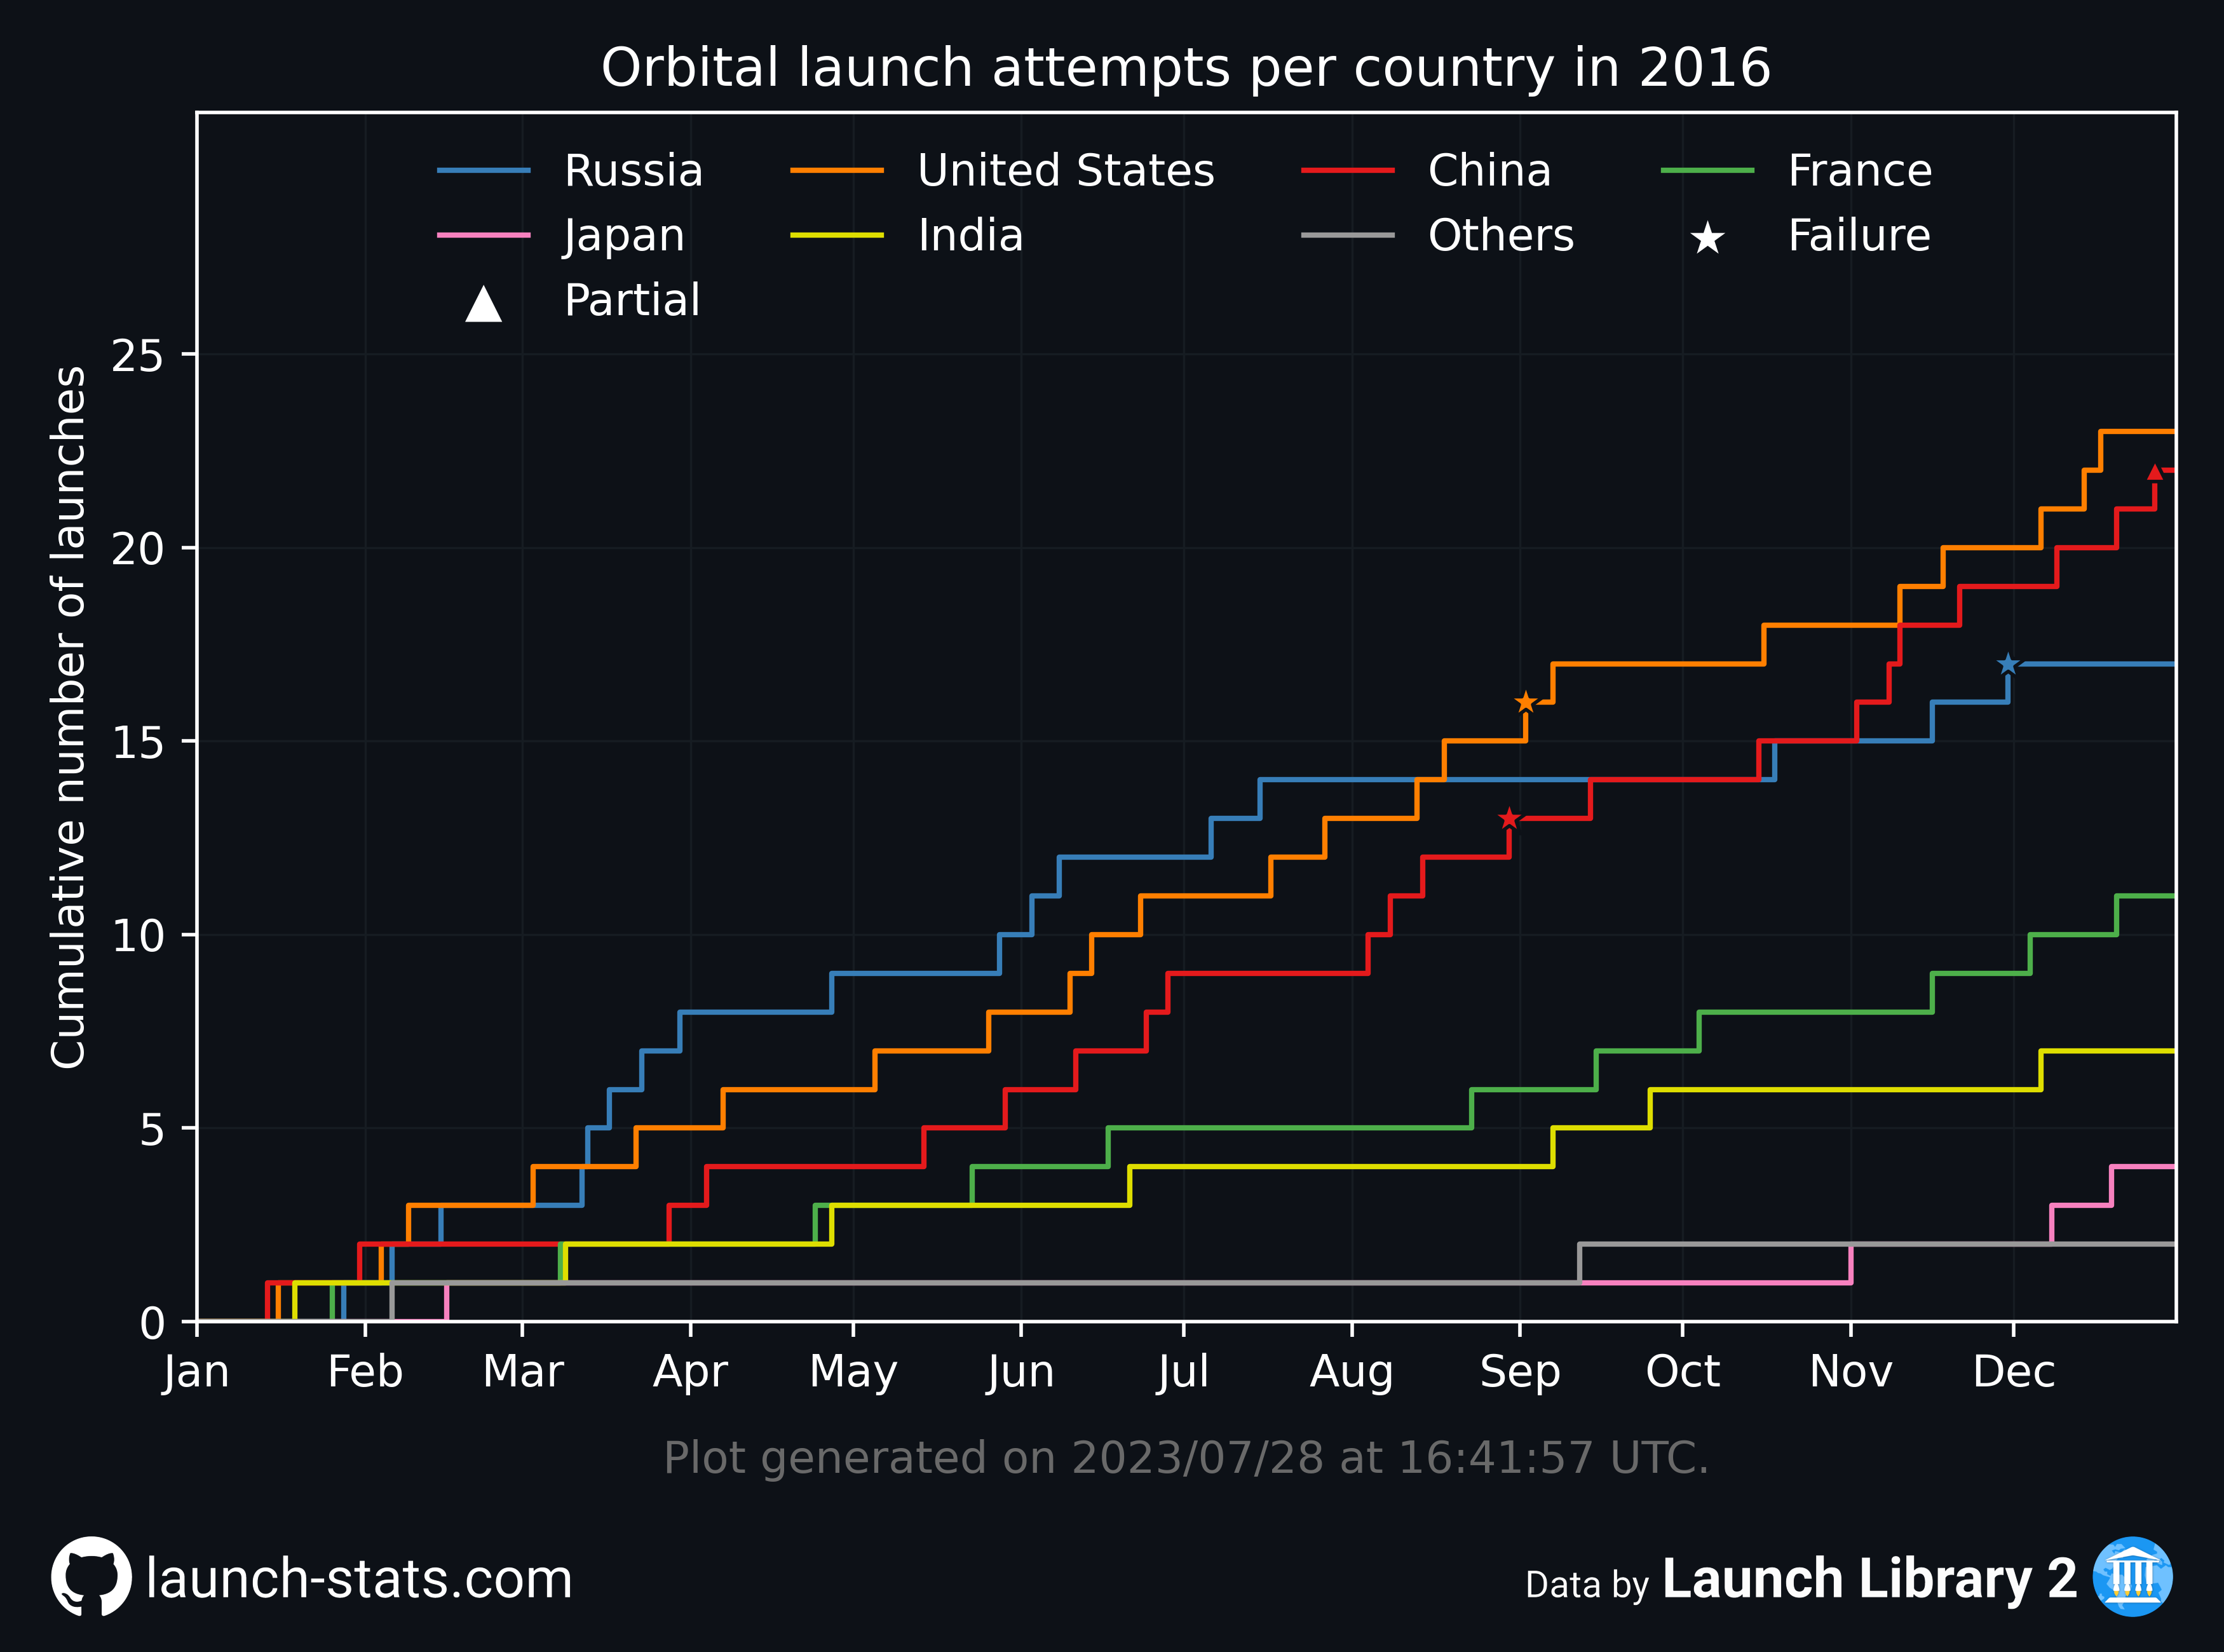 Orbital launch attempts per country in 2016
Russia United States China France
Japan India Others Failure
Partial
Cumulative number of launches
25
20
15
10
5
0
Jan Feb Mar Apr May Jun Jul Aug Sep Oct Nov Dec
Plot generated on 2023/07/28 at 16:41:57 UTC.
launch-stats.com
Data by Launch Library 2